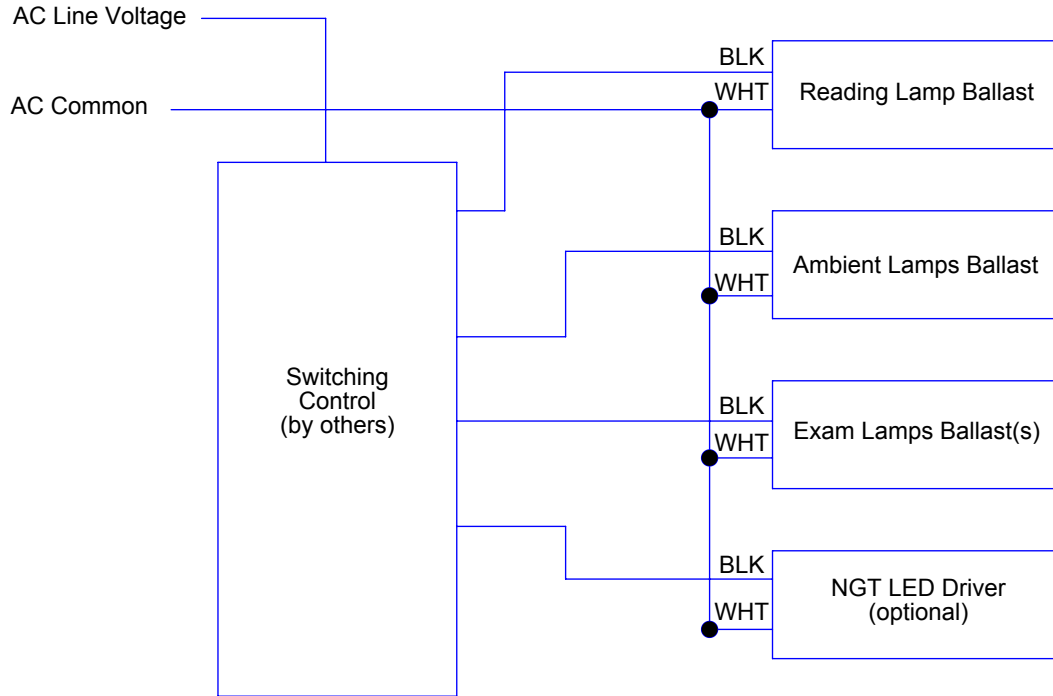 AC Line Voltage
AC Common
BLK
WHT
Reading Lamp Ballast
BLK
WHT
Ambient Lamps Ballast
Switching
Control
(by others)
BLK
WHT
Exam Lamps Ballast(s)
BLK
WHT
NGT LED Driver
(optional)